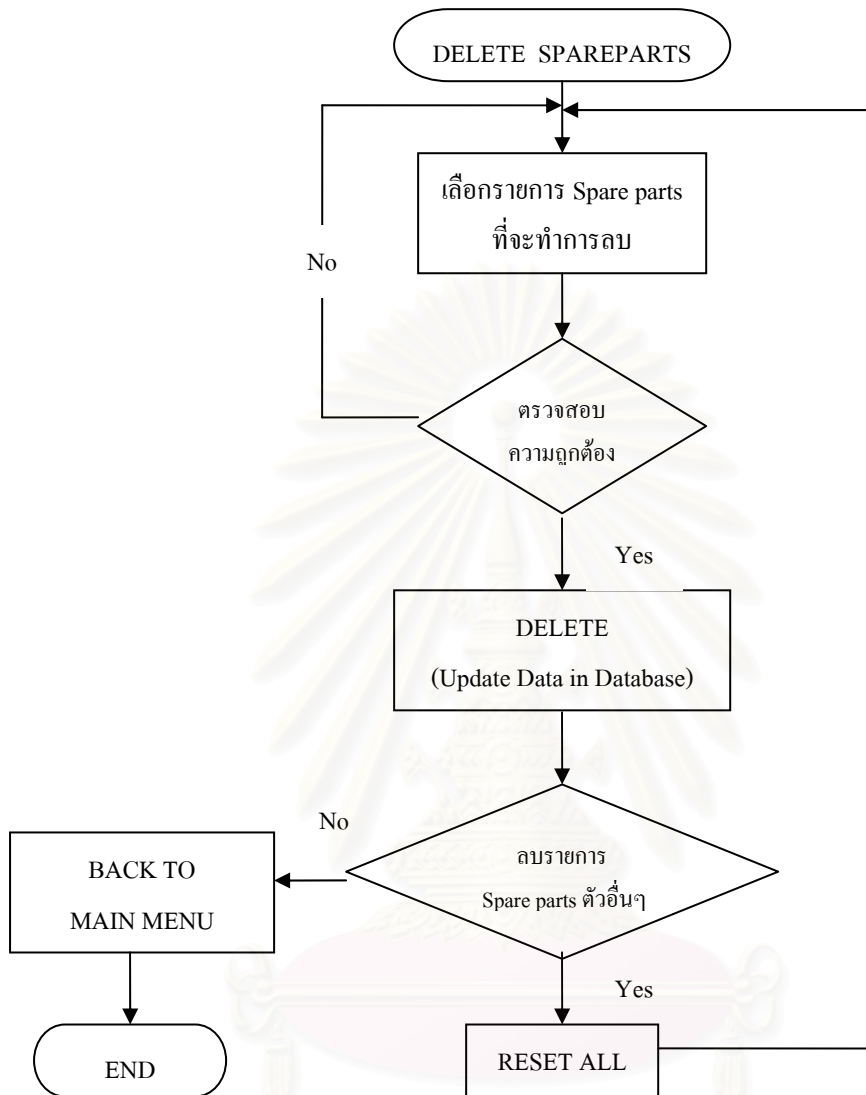 DELETE SPAREPARTS
เลือกรายการ Spare parts
ที่จะทำการลบ
No
ตรวจสอบ
ความถูกต้อง
Yes
DELETE
(Update Data in Database)
No
ลบรายการ
Spare parts ตัวอื่นๆ
BACK TO
MAIN MENU
Yes
END
RESET ALL